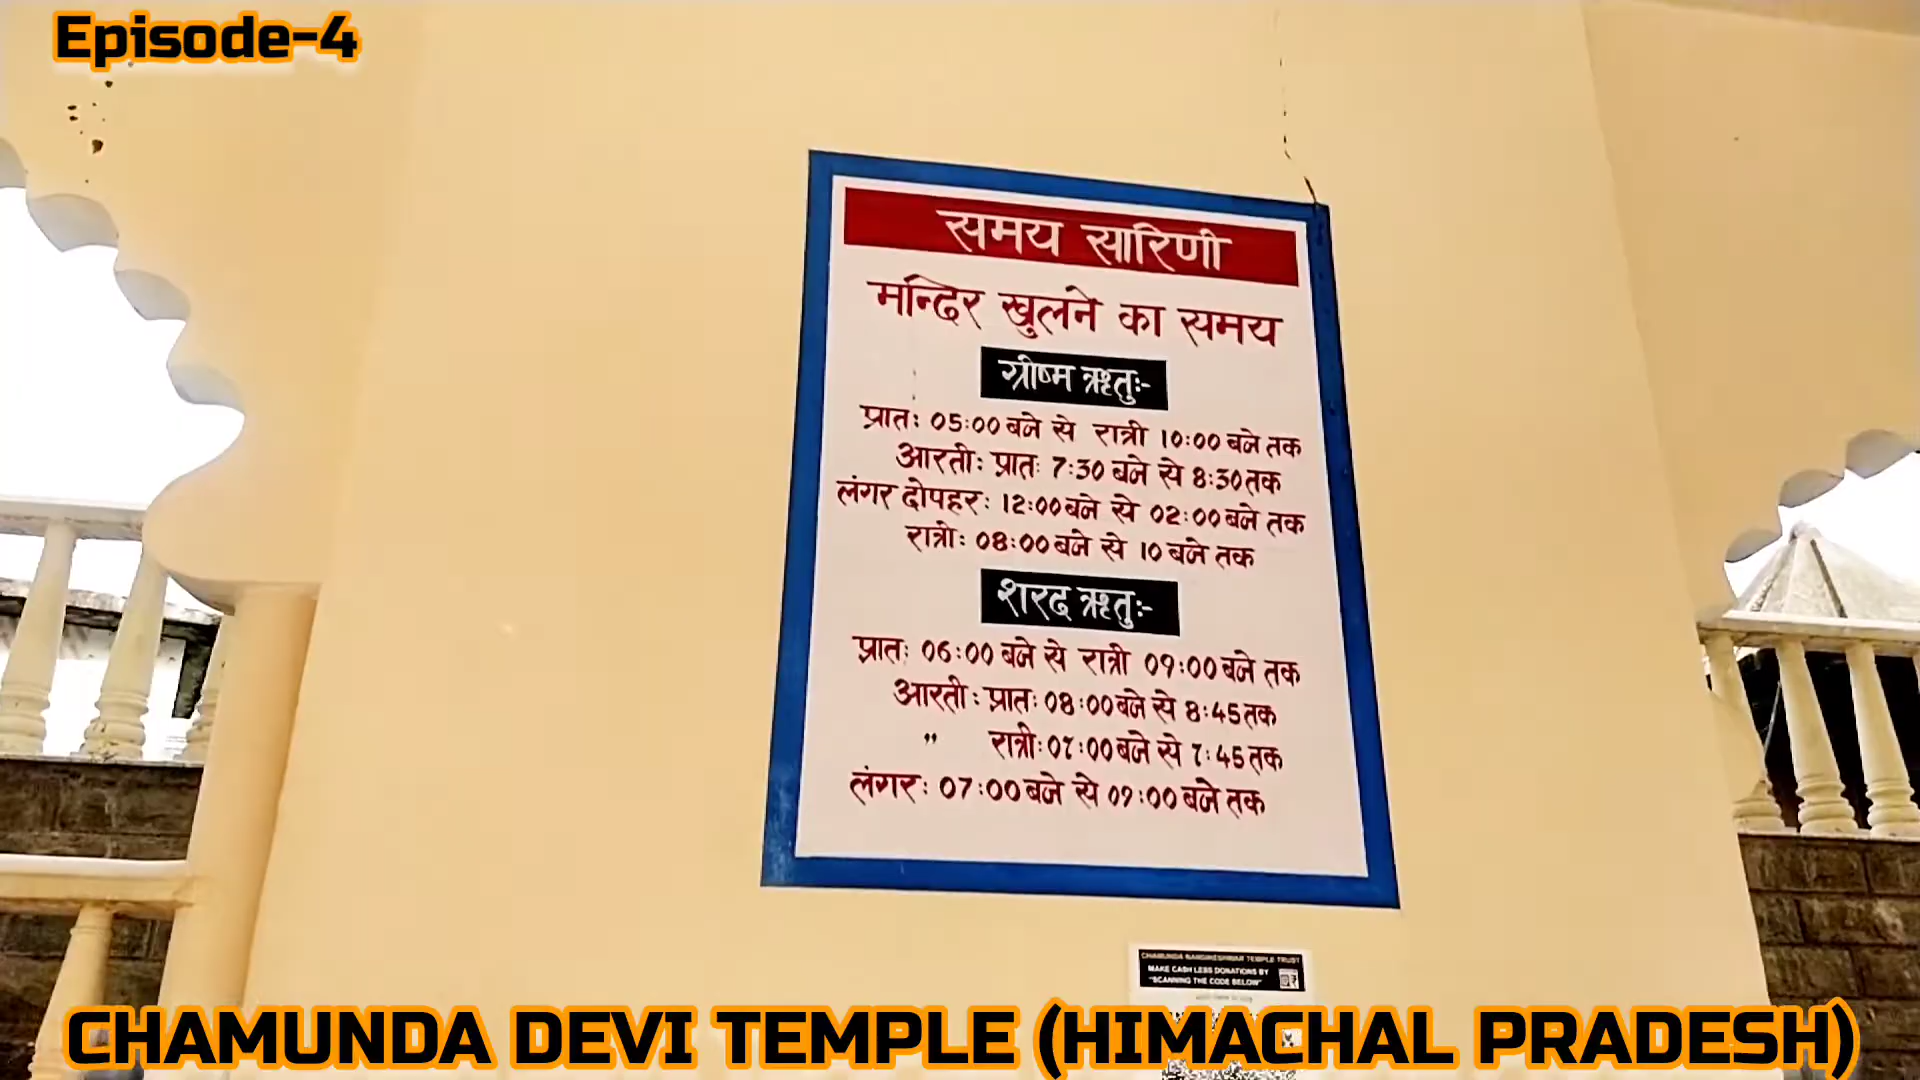 Episode-4
समय सारिणी
मन्दिर खुलने का समय
ग्रीष्म ऋतुः-
प्रातः 05:00 बजे से रात्री 10:00 बजे तक
आरतीः प्रातः 7:30 बजे से 8:30 तक
लंगर दोपहरः 12:00 बजे से 02:00 बजे तक
रात्रीः 08:00 बजे से 10 बजे तक
शरद ऋतुः-
प्रातः 06:00 बजे से रात्री 09:00 बजे तक
आरतीः प्रातः 08:00 बजे से 8:45 तक
" रात्रीः 07:00 बजे से 7:45 तक
लंगरः 07:00 बजे से 09:00 बजे तक
CHAMUNDA NANDIKESHWAR TEMPLE TRUST
MAKE CASH LESS DONATIONS BY
"SCANNING THE CODE BELOW"
CHAMUNDA DEVI TEMPLE (HIMACHAL PRADESH)